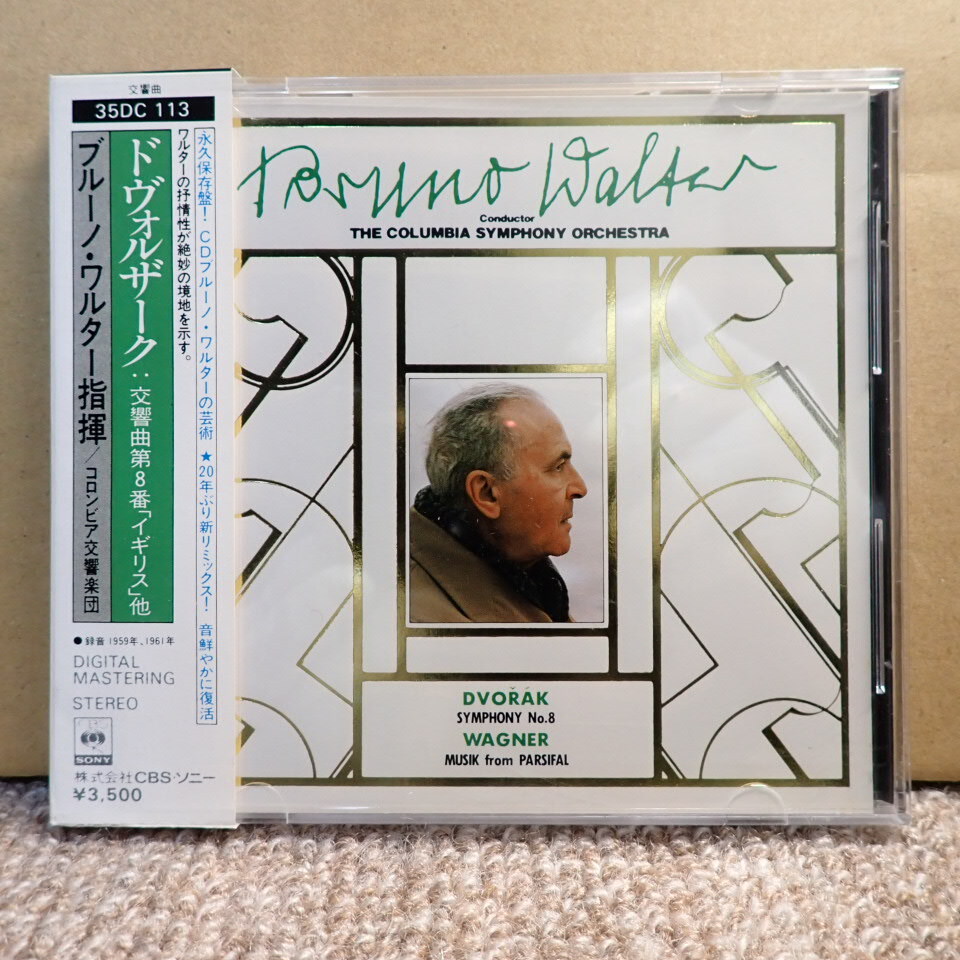 交響曲
35DC 113
永久保存盤! CDブルーノ・ワルターの芸術 ★20年ぶり新リミックス! 音鮮やかに復活
ワルターの抒情性が絶妙の境地を示す。
ドヴォルザーク:交響曲第8番「イギリス」他
ブルーノ・ワルター指揮/コロンビア交響楽団
●録音 1959年、1961年
DIGITAL
MASTERING
STEREO
CBS
SONY
株式会社CBS・ソニー
¥3,500
Bruno Walter
Conductor
THE COLUMBIA SYMPHONY ORCHESTRA
DVOŘÁK
SYMPHONY No.8
WAGNER
MUSIK from PARSIFAL